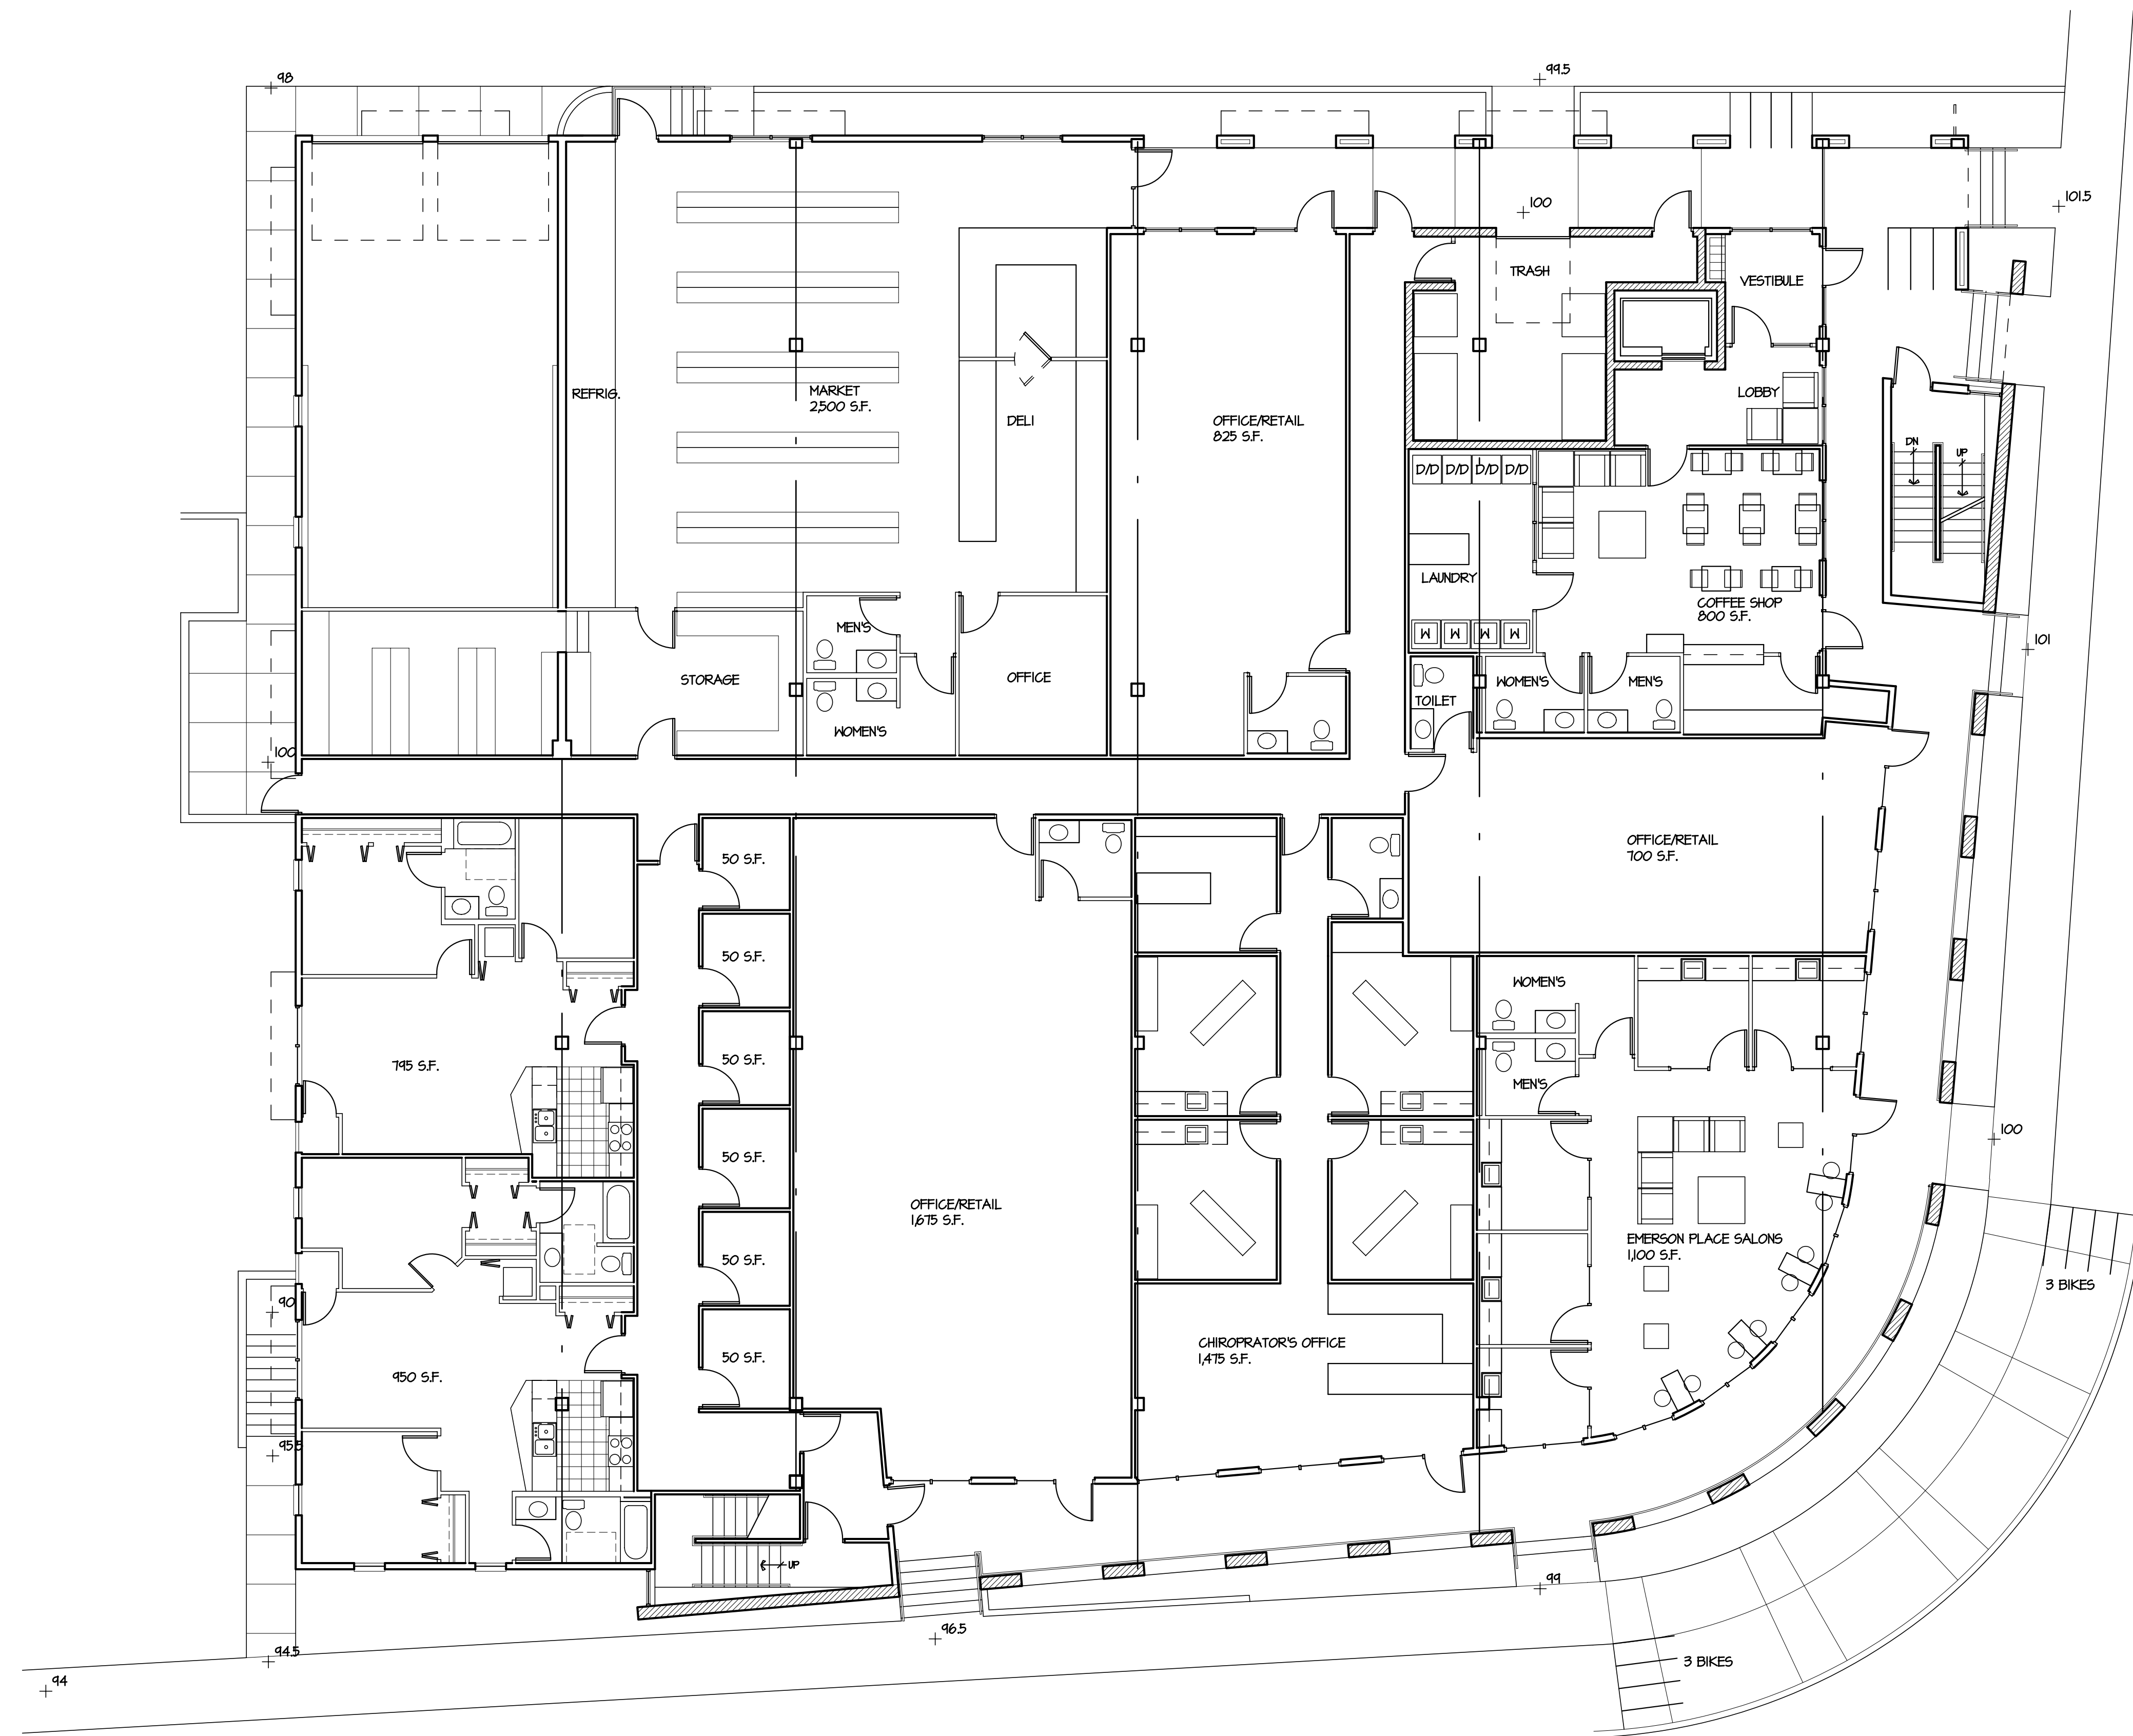 98
99.5
100
101.5
TRASH
VESTIBULE
REFRIG.
MARKET
2,500 S.F.
DELI
OFFICE/RETAIL
825 S.F.
LOBBY
DN
UP
D/D D/D D/D D/D
LAUNDRY
COFFEE SHOP
800 S.F.
MEN'S
W W W W
101
STORAGE
OFFICE
WOMEN'S
MEN'S
TOILET
WOMEN'S
100
OFFICE/RETAIL
700 S.F.
50 S.F.
50 S.F.
WOMEN'S
50 S.F.
795 S.F.
MEN'S
100
50 S.F.
OFFICE/RETAIL
1,675 S.F.
EMERSON PLACE SALONS
1,100 S.F.
50 S.F.
3 BIKES
90
CHIROPRATOR'S OFFICE
1,475 S.F.
50 S.F.
950 S.F.
95.5
UP
99
96.5
94.5
3 BIKES
94